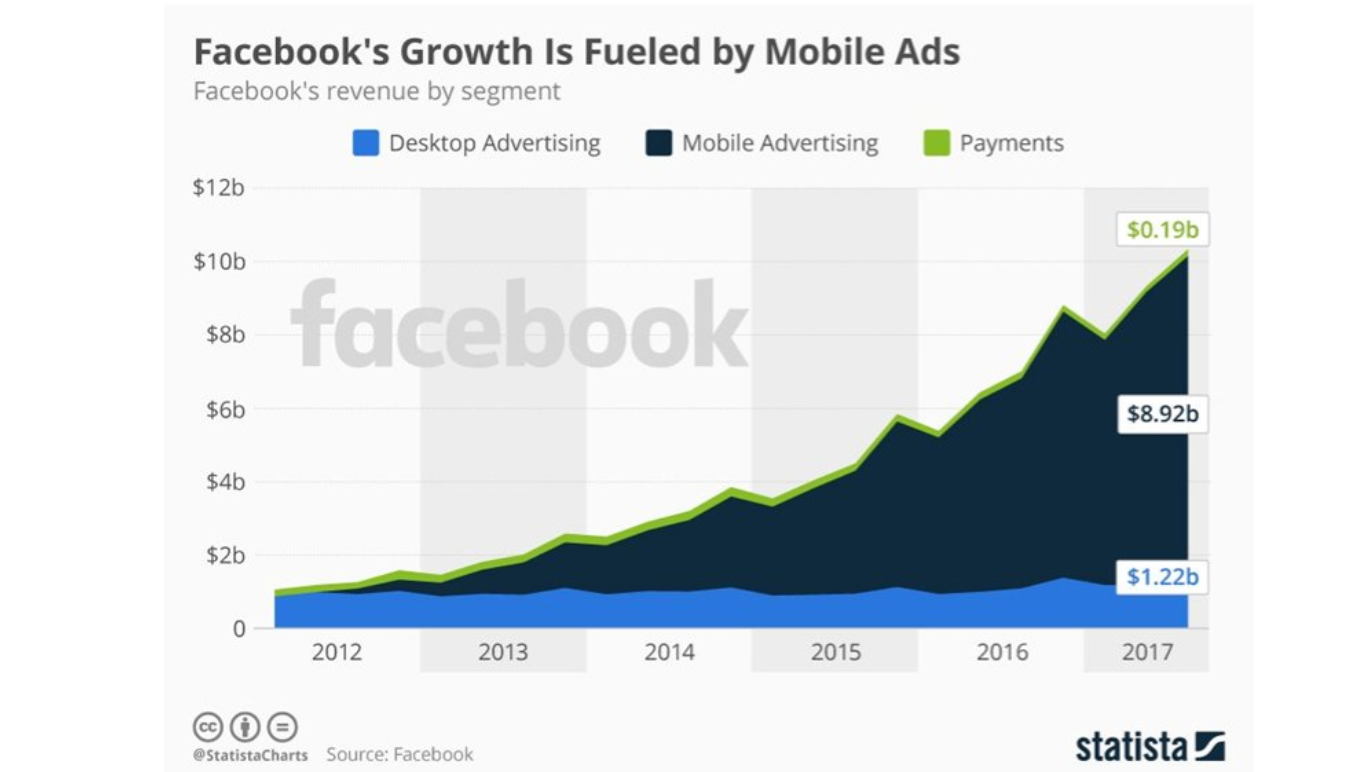 Facebook's Growth Is Fueled by Mobile Ads
Facebook's revenue by segment
Desktop Advertising Mobile Advertising Payments
$12b
$10b
$8b
$6b
$4b
$2b
0
facebook
$0.19b
$8.92b
$1.22b
2012 2013 2014 2015 2016 2017
cc
@StatistaCharts Source: Facebook
statista